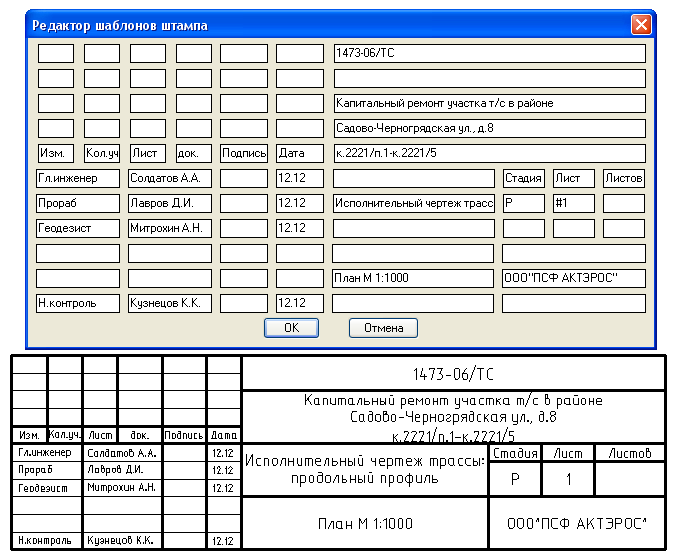 Редактор шаблонов штампа
1473-06/ТС
Капитальный ремонт участка т/с в районе
Садово-Черногрядская ул., д.8
Изм. Кол.уч Лист док. Подпись Дата к.2221/п.1-к.2221/5
Гл.инженер Солдатов А.А. 12.12 Стадия Лист Листов
Прораб Лавров Д.И. 12.12 Исполнительный чертеж трасс Р #1
Геодезист Митрохин А.Н. 12.12
План М 1:1000 ООО"ПСФ АКТЭРОС"
Н.контроль Кузнецов К.К. 12.12
OK Отмена
1473-06/ТС
Капитальный ремонт участка т/с в районе
Садово-Черногрядская ул., д.8
к.2221/п.1-к.2221/5
Изм. Кол.уч. Лист док. Подпись Дата
Гл.инженер Солдатов А.А. 12.12
Прораб Лавров Д.И. 12.12
Геодезист Митрохин А.Н. 12.12
Н.контроль Кузнецов К.К. 12.12
Исполнительный чертеж трассы:
продольный профиль
Стадия Лист Листов
Р 1
План М 1:1000
ООО"ПСФ АКТЭРОС"